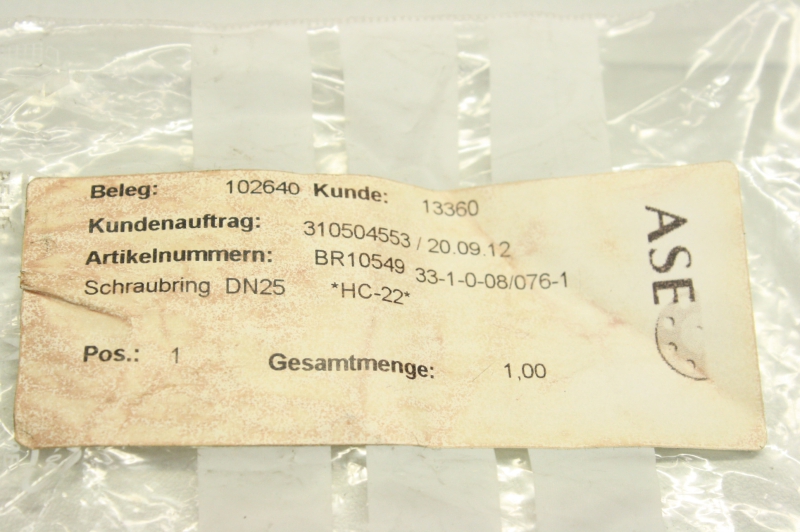 Beleg: 102640 Kunde: 13360
Kundenauftrag: 310504553 / 20.09.12
Artikelnummern: BR10549 33-1-0-08/076-1
Schraubring DN25 *HC-22*
Pos.: 1 Gesamtmenge: 1,00
ASE